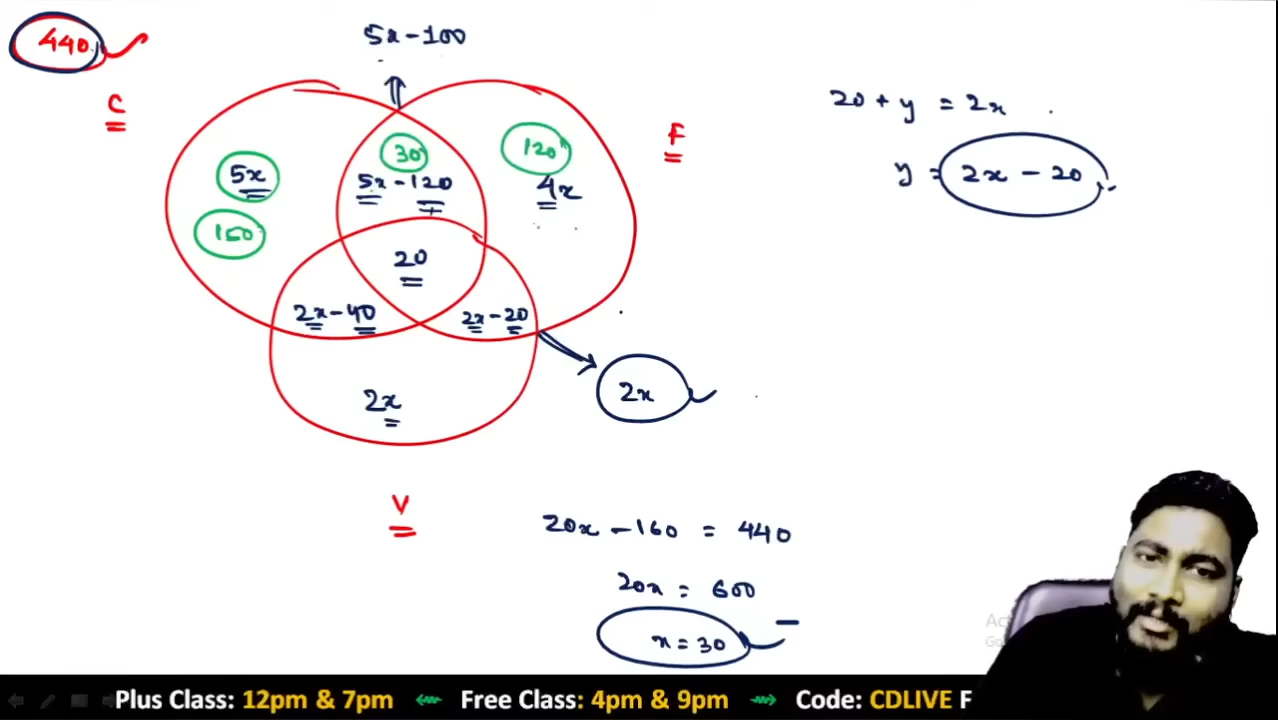 440
5x - 100
C
F
20 + y = 2x
y = 2x - 20
30
120
5x
5x - 120
4x
150
20
2x - 40
2x - 20
2x
2x
V
20x - 160 = 440
20x = 600
x = 30
Plus Class: 12pm & 7pm Free Class: 4pm & 9pm Code: CDLIVE F